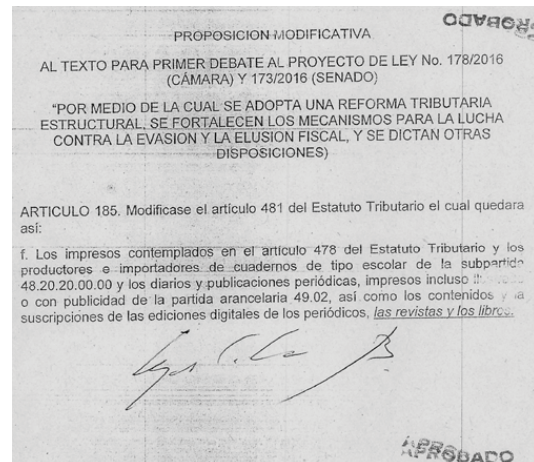 APROBADO
PROPOSICION MODIFICATIVA
AL TEXTO PARA PRIMER DEBATE AL PROYECTO DE LEY No. 178/2016
(CÁMARA) Y 173/2016 (SENADO)
“POR MEDIO DE LA CUAL SE ADOPTA UNA REFORMA TRIBUTARIA
ESTRUCTURAL, SE FORTALECEN LOS MECANISMOS PARA LA LUCHA
CONTRA LA EVASION Y LA ELUSION FISCAL, Y SE DICTAN OTRAS
DISPOSICIONES)
ARTICULO 185. Modificase el artículo 481 del Estatuto Tributario el cual quedara
así:
f. Los impresos contemplados en el artículo 478 del Estatuto Tributario y los
productores e importadores de cuadernos de tipo escolar de la subpartida
48.20.20.00.00 y los diarios y publicaciones periódicas, impresos incluso
o con publicidad de la partida arancelaria 49.02, así como los contenidos y la
suscripciones de las ediciones digitales de los periódicos, las revistas y los libros.
APROBADO